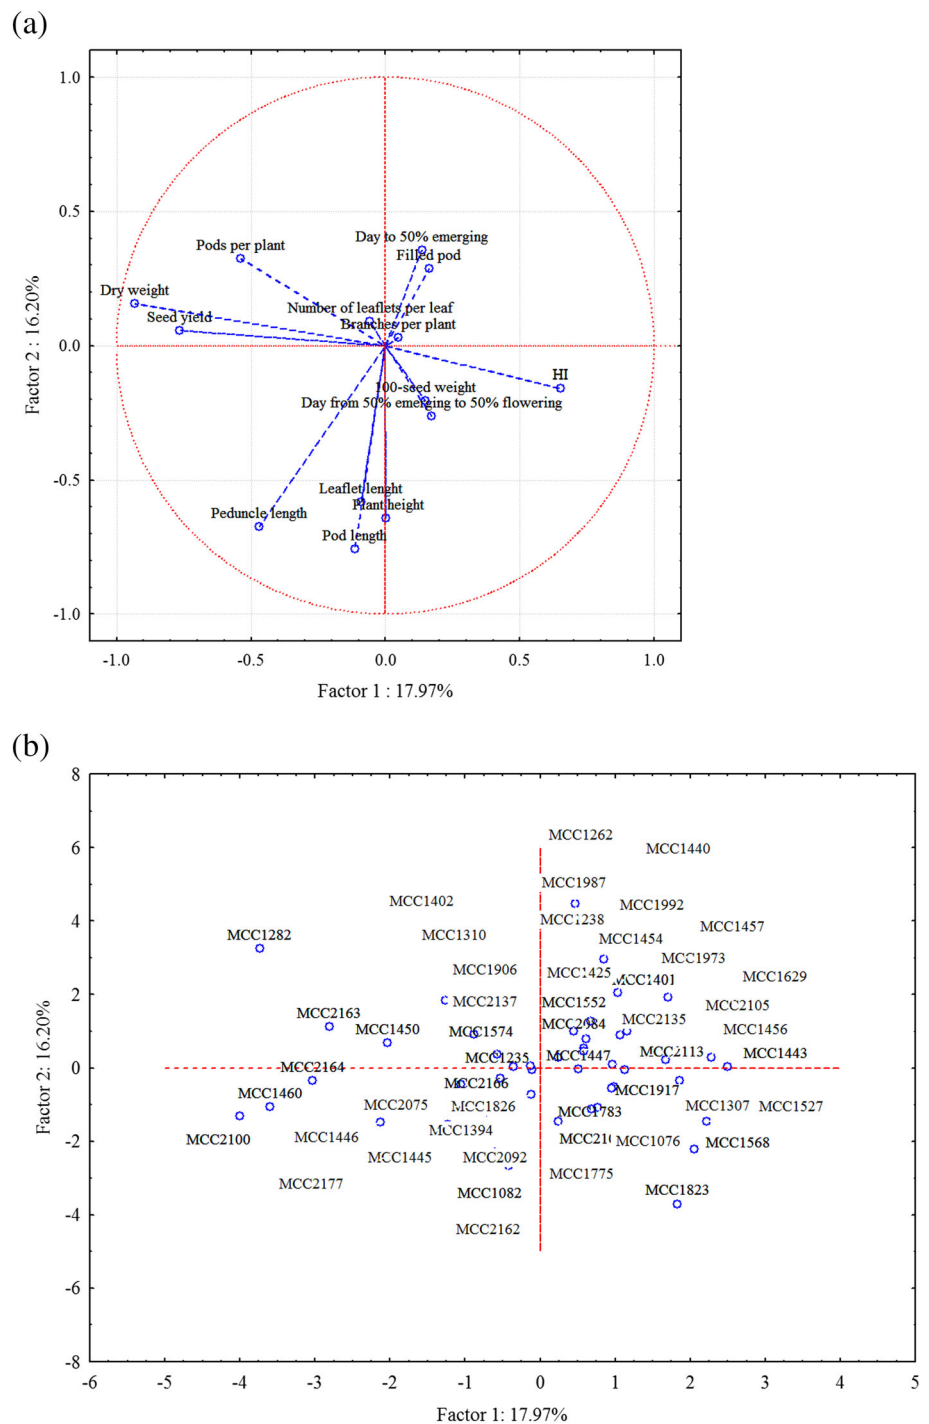 (a)
1.0
0.5
Day to 50% emerging
Pods per plant
Filled pod
Dry weight
Number of leaflets per leaf
Seed yield
Branches per plant
0.0
HI
100-seed weight
Day from 50% emerging to 50% flowering
-0.5
Leaflet lenght
Plant height
Peduncle length
Pod length
-1.0
Factor 2 : 16.20%
-1.0 -0.5 0.0 0.5 1.0
Factor 1 : 17.97%
(b)
8
MCC1262
6
MCC1440
MCC1987
MCC1402
MCC1992
4
MCC1238
MCC1457
MCC1282
MCC1310
MCC1454
MCC1973
MCC1906
MCC1425
MCC1401
MCC1629
2
MCC2137
MCC1552
MCC2105
MCC2163
MCC2135
MCC1450
MCC1574
MCC2084
MCC1456
MCC2164
MCC1235
MCC1447
MCC2113
MCC1443
0
MCC1460
MCC2166
MCC1917
MCC2075
MCC1826
MCC1783
MCC1307
MCC1527
MCC2100
MCC1446
MCC1394
MCC1076
MCC1568
-2
MCC1445
MCC2092
MCC1775
MCC2177
MCC1082
MCC1823
-4
MCC2162
-6
-8
Factor 2: 16.20%
-6 -5 -4 -3 -2 -1 0 1 2 3 4 5
Factor 1: 17.97%